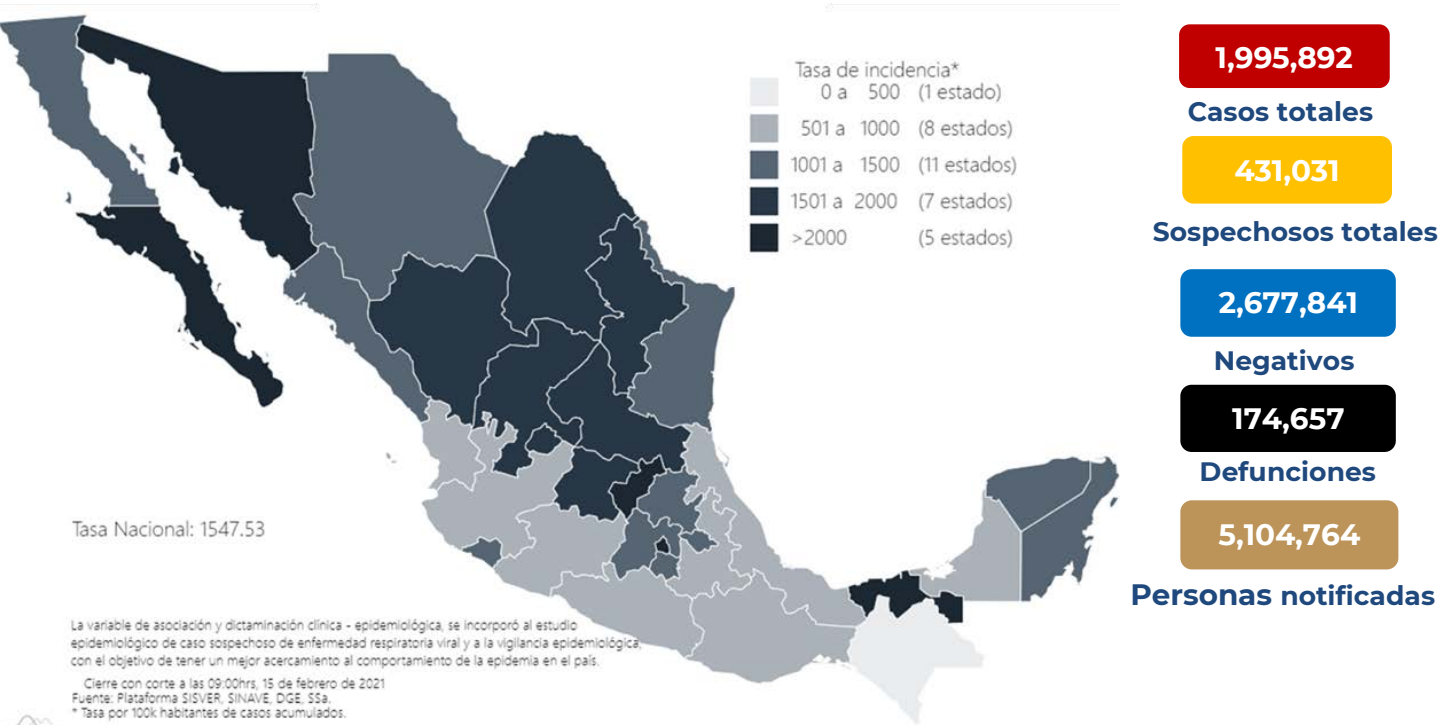 Tasa de incidencia*
0 a 500 (1 estado)
501 a 1000 (8 estados)
1001 a 1500 (11 estados)
1501 a 2000 (7 estados)
>2000 (5 estados)
Tasa Nacional: 1547.53
La variable de asociación y dictaminación clínica - epidemiológica, se incorporó al estudio
epidemiológico de caso sospechoso de enfermedad respiratoria viral y a la vigilancia epidemiológica,
con el objetivo de tener un mejor acercamiento al comportamiento de la epidemia en el país.
Cierre con corte a las 09:00hrs, 15 de febrero de 2021
Fuente: Plataforma SISVER, SINAVE, DGE, SSa.
* Tasa por 100k habitantes de casos acumulados.
1,995,892
Casos totales
431,031
Sospechosos totales
2,677,841
Negativos
174,657
Defunciones
5,104,764
Personas notificadas